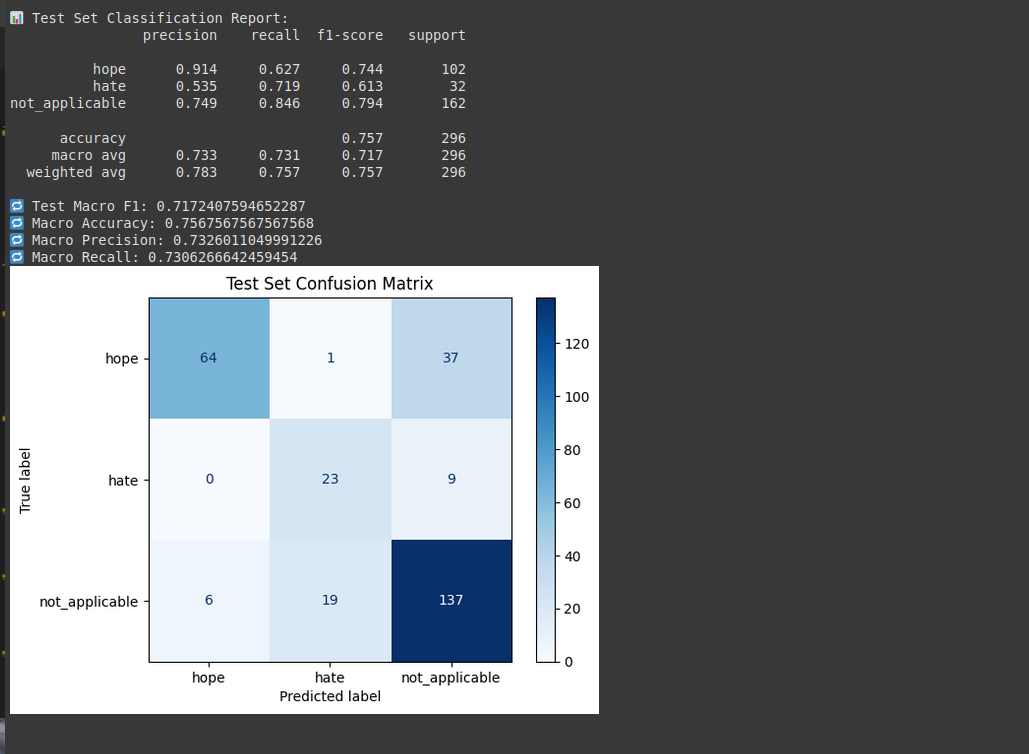 📊 Test Set Classification Report:
precision recall f1-score support
hope 0.914 0.627 0.744 102
hate 0.535 0.719 0.613 32
not_applicable 0.749 0.846 0.794 162
accuracy 0.757 296
macro avg 0.733 0.731 0.717 296
weighted avg 0.783 0.757 0.757 296
🔁 Test Macro F1: 0.7172407594652287
🔁 Macro Accuracy: 0.7567567567567568
🔁 Macro Precision: 0.7326011049991226
🔁 Macro Recall: 0.7306266642459454
Test Set Confusion Matrix
hope 64 1 37
hate 0 23 9
not_applicable 6 19 137
hope hate not_applicable
Predicted label
True label
120
100
80
60
40
20
0